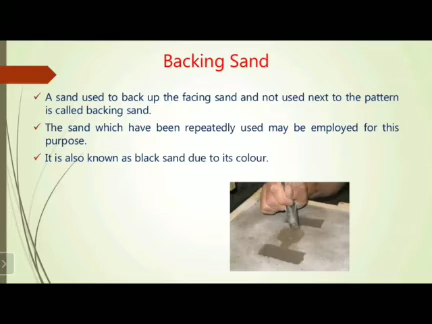 Backing Sand
A sand used to back up the facing sand and not used next to the pattern
is called backing sand.
The sand which have been repeatedly used may be employed for this
purpose.
It is also known as black sand due to its colour.